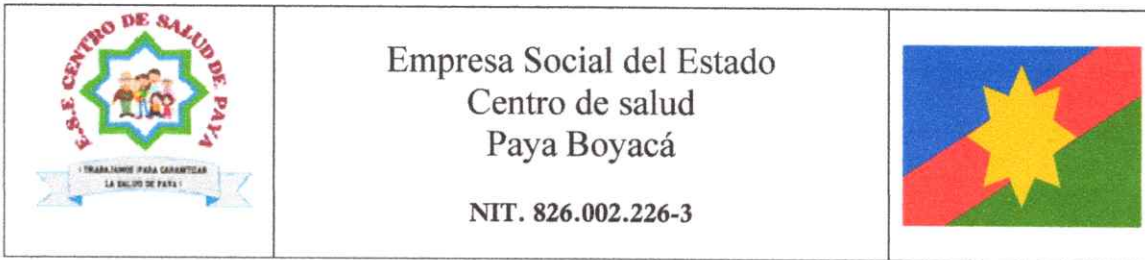 E.S.E CENTRO DE SALUD DE PAYA
¡ TRABAJAMOS PARA GARANTIZAR
LA SALUD DE PAYA !
Empresa Social del Estado
Centro de salud
Paya Boyacá
NIT. 826.002.226-3